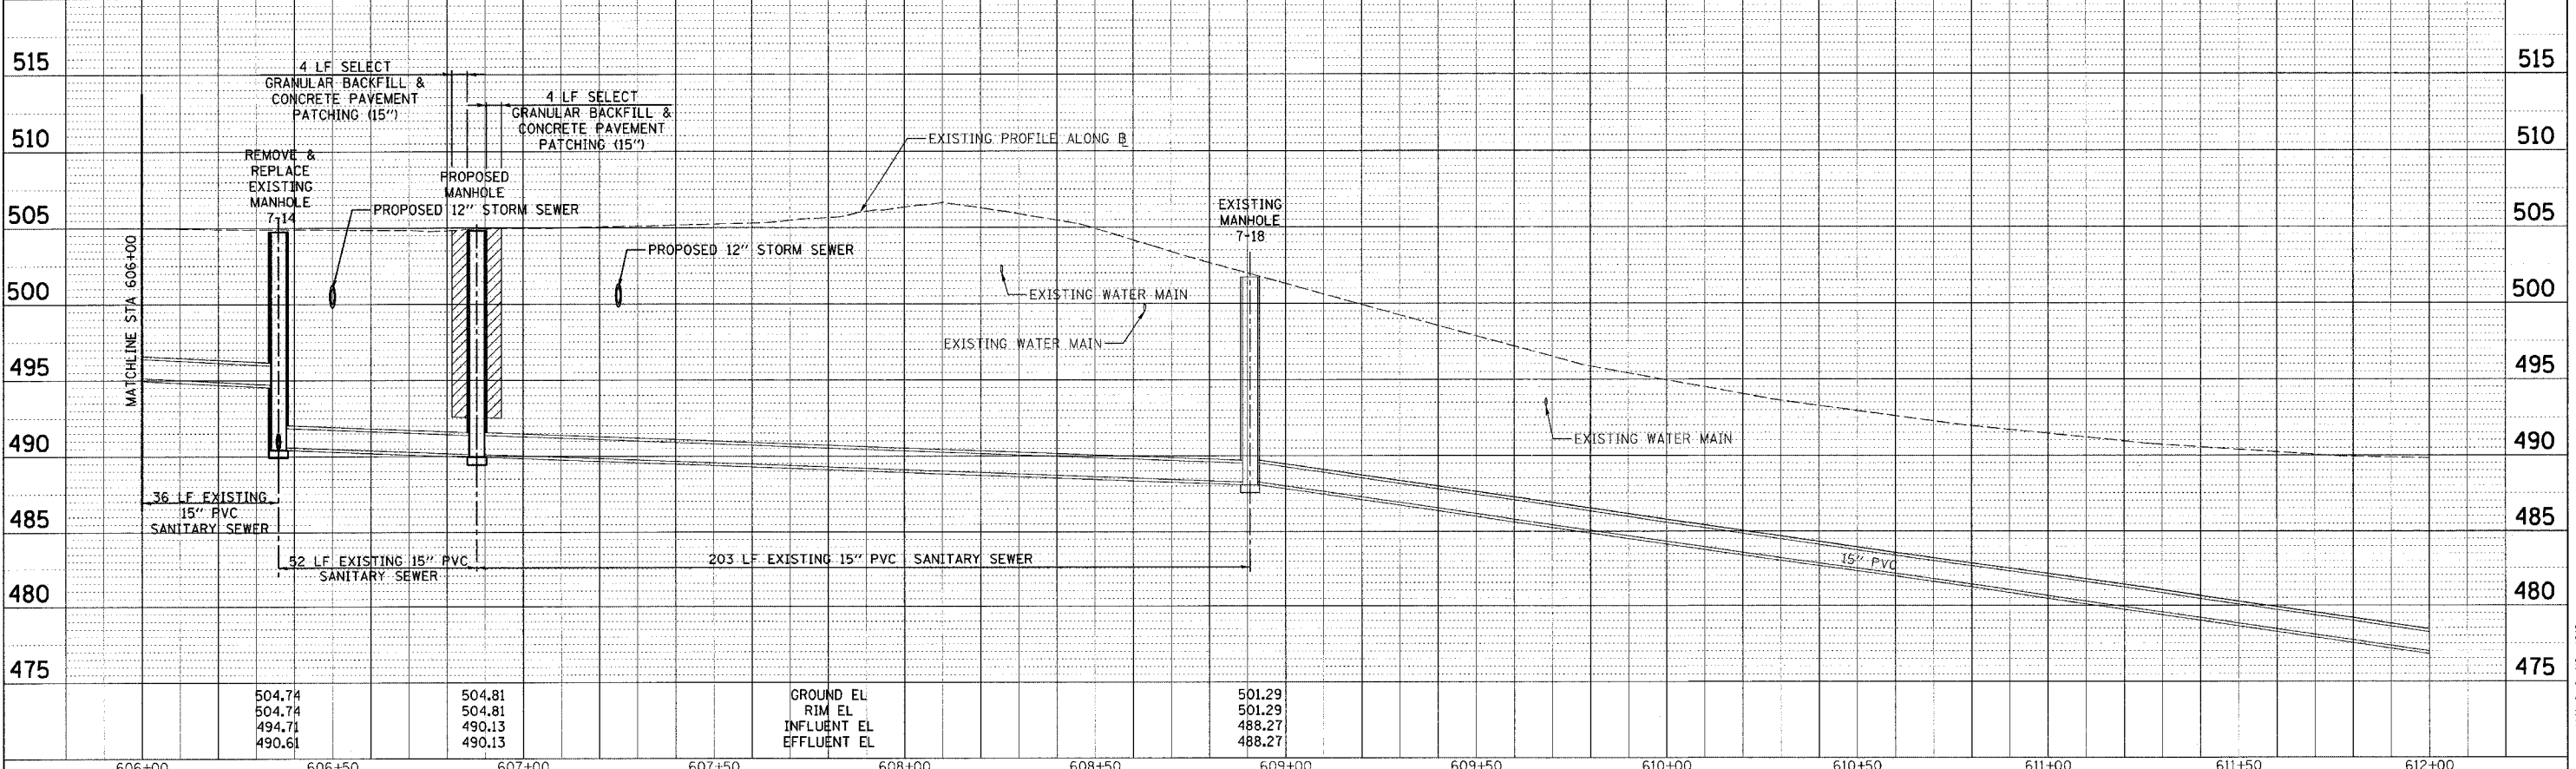 515
515
4 LF SELECT
GRANULAR BACKFILL &
CONCRETE PAVEMENT
PATCHING (15")
4 LF SELECT
GRANULAR BACKFILL &
CONCRETE PAVEMENT
PATCHING (15")
510
510
EXISTING PROFILE ALONG
REMOVE &
REPLACE
EXISTING
MANHOLE
7-14
PROPOSED
MANHOLE
PROPOSED 12" STORM SEWER
EXISTING
MANHOLE
7-18
505
505
PROPOSED 12" STORM SEWER
MATCHLINE STA 606+00
500
500
EXISTING WATER MAIN
EXISTING WATER MAIN
495
495
490
490
EXISTING WATER MAIN
36 LF EXISTING
15" PVC
SANITARY SEWER
485
485
52 LF EXISTING 15" PVC
SANITARY SEWER
203 LF EXISTING 15" PVC SANITARY SEWER
15" PVC
480
480
475
475
504.74
504.74
494.71
490.61
504.81
504.81
490.13
490.13
GROUND EL
RIM EL
INFLUENT EL
EFFLUENT EL
501.29
501.29
488.27
488.27
606+00 606+50 607+00 607+50 608+00 608+50 609+00 609+50 610+00 610+50 611+00 611+50 612+00